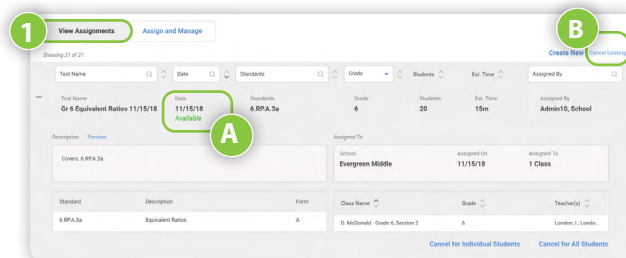 1
View Assignments Assign and Manage
B
Showing 21 of 21
Create New Cancel Existing
Test Name Date Standards Grade Students Est. Time Assigned By
Test Name Date Standards Grade Students Est. Time Assigned By
Gr 6 Equivalent Ratios 11/15/18 11/15/18 6.RP.A.3a 6 20 15m Admin10, School
Available
A
Description Preview Assigned To
Covers: 6.RP.A.3a
School Assigned On Assigned To
Evergreen Middle 11/15/18 1 Class
Standard Description Form
6.RP.A.3a Equivalent Ratios A
Class Name Grade Teacher(s)
D. McDonald - Grade 6, Section 2 6 London, I.; Londo...
Cancel for Individual Students Cancel for All Students